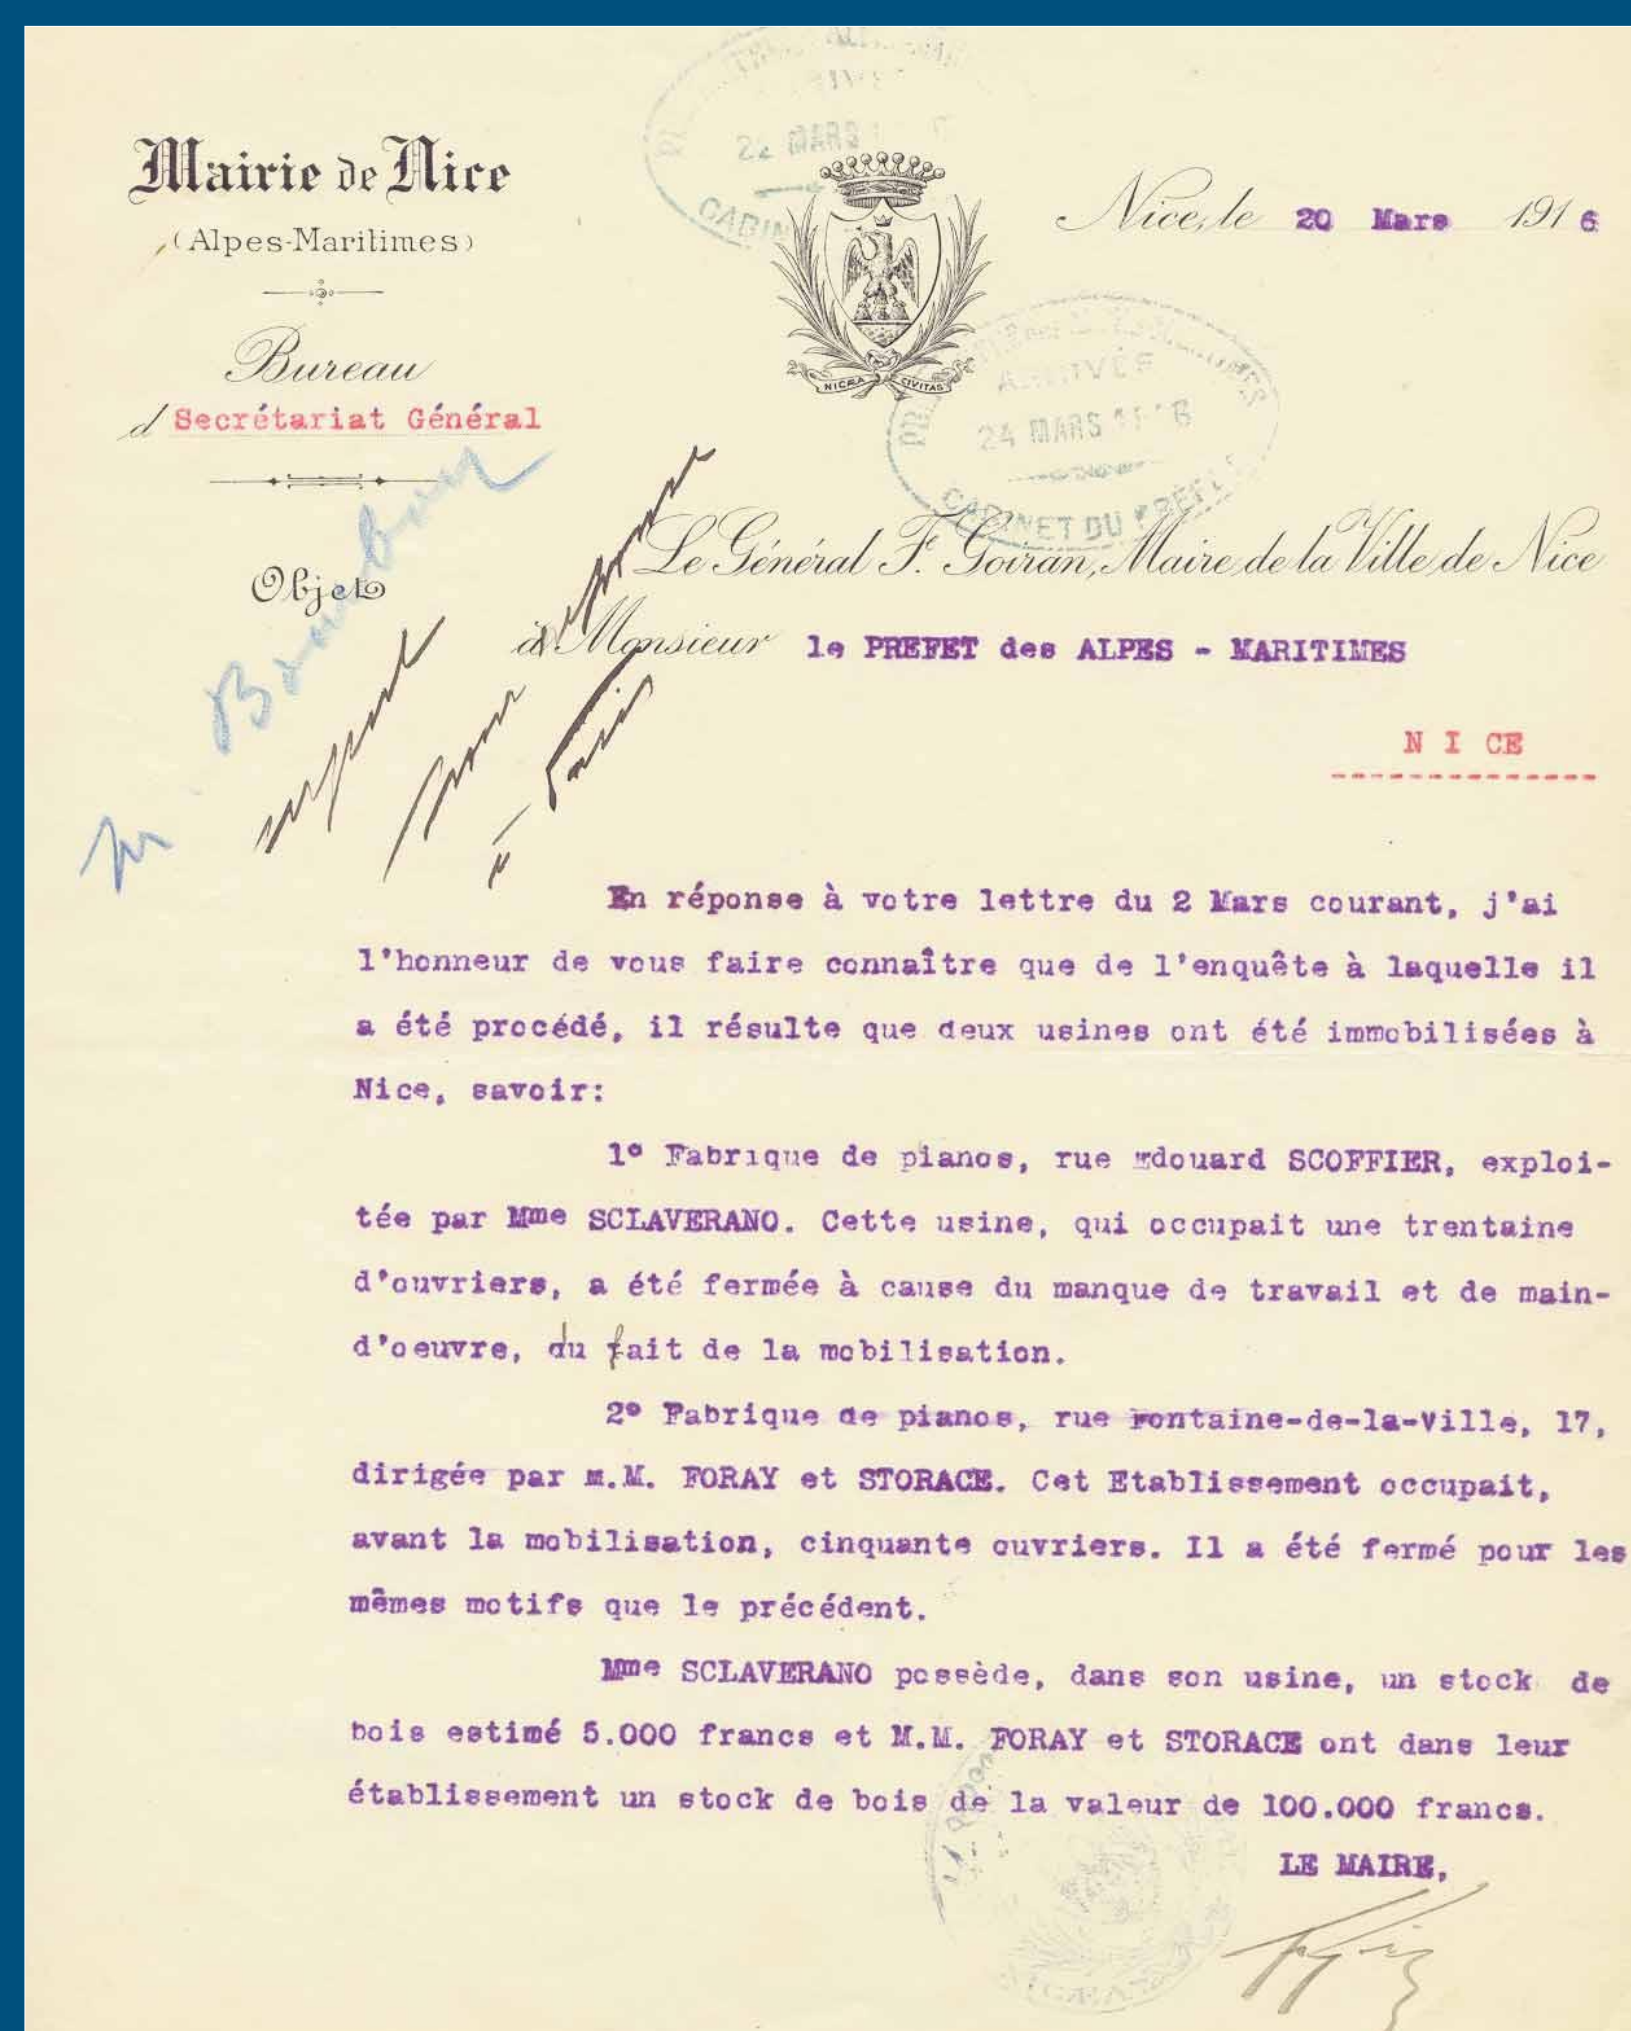 Mairie de Nice
(Alpes-Maritimes)
Bureau
d Secrétariat Général
Objet
22 MARS
CABIN
NICÆA CIVITAS
Nice, le 20 Mars 1916
ARRIVÉE
24 MARS 1916
CABINET DU PREFET
Le Général F. Goiran, Maire de la Ville de Nice
à Monsieur le PREFET des ALPES - MARITIMES
N I CE
urgent
pour
Paris
En réponse à votre lettre du 2 Mars courant, j'ai
l'honneur de vous faire connaître que de l'enquête à laquelle il
a été procédé, il résulte que deux usines ont été immobilisées à
Nice, savoir:
1° Fabrique de pianos, rue Edouard SCOFFIER, exploi-
tée par Mme SCLAVERANO. Cette usine, qui occupait une trentaine
d'ouvriers, a été fermée à cause du manque de travail et de main-
d'oeuvre, du fait de la mobilisation.
2° Fabrique de pianos, rue Fontaine-de-la-Ville, 17,
dirigée par M.M. FORAY et STORACE. Cet Etablissement occupait,
avant la mobilisation, cinquante ouvriers. Il a été fermé pour les
mêmes motifs que le précédent.
Mme SCLAVERANO possède, dans son usine, un stock de
bois estimé 5.000 francs et M.M. FORAY et STORACE ont dans leur
établissement un stock de bois de la valeur de 100.000 francs.
LE MAIRE,